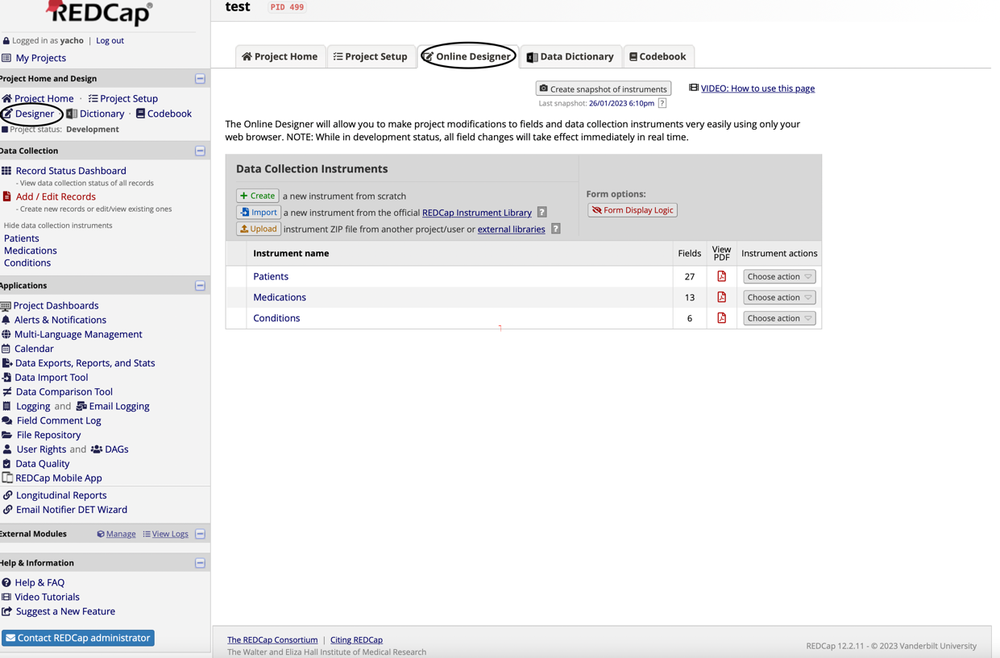 REDCap®
Logged in as yacho | Log out
My Projects
Project Home and Design
Project Home · Project Setup
Designer · Dictionary · Codebook
Project status: Development
Data Collection
Record Status Dashboard
- View data collection status of all records
Add / Edit Records
- Create new records or edit/view existing ones
Hide data collection instruments
Patients
Medications
Conditions
Applications
Project Dashboards
Alerts & Notifications
Multi-Language Management
Calendar
Data Exports, Reports, and Stats
Data Import Tool
Data Comparison Tool
Logging and Email Logging
Field Comment Log
File Repository
User Rights and DAGs
Data Quality
REDCap Mobile App
Longitudinal Reports
Email Notifier DET Wizard
External Modules Manage View Logs
Help & Information
Help & FAQ
Video Tutorials
Suggest a New Feature
Contact REDCap administrator
test PID 499
Project Home Project Setup Online Designer Data Dictionary Codebook
Create snapshot of instruments VIDEO: How to use this page
Last snapshot: 26/01/2023 6:10pm ?
The Online Designer will allow you to make project modifications to fields and data collection instruments very easily using only your
web browser. NOTE: While in development status, all field changes will take effect immediately in real time.
Data Collection Instruments
+ Create a new instrument from scratch
Import a new instrument from the official REDCap Instrument Library ?
Upload instrument ZIP file from another project/user or external libraries ?
Form options:
Form Display Logic
Instrument name Fields View PDF Instrument actions
Patients 27 Choose action
Medications 13 Choose action
Conditions 6 Choose action
The REDCap Consortium | Citing REDCap
The Walter and Eliza Hall Institute of Medical Research
REDCap 12.2.11 - © 2023 Vanderbilt University